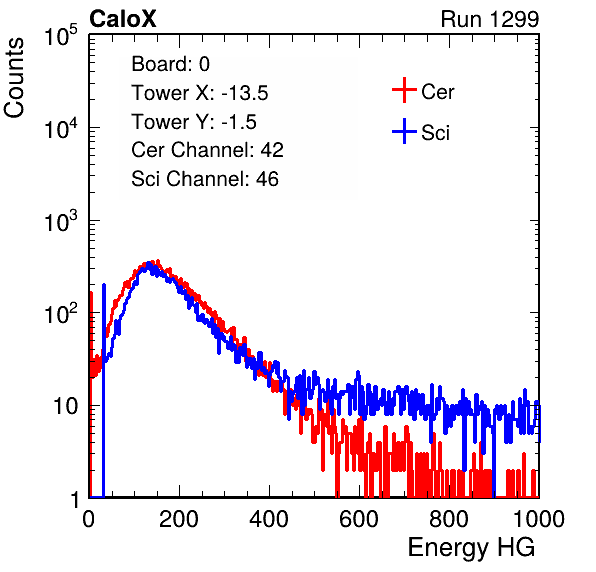 CaloX Run 1299
Counts
10^5
10^4
10^3
10^2
10
1
Board: 0
Tower X: -13.5
Tower Y: -1.5
Cer Channel: 42
Sci Channel: 46
Cer
Sci
0 200 400 600 800 1000
Energy HG